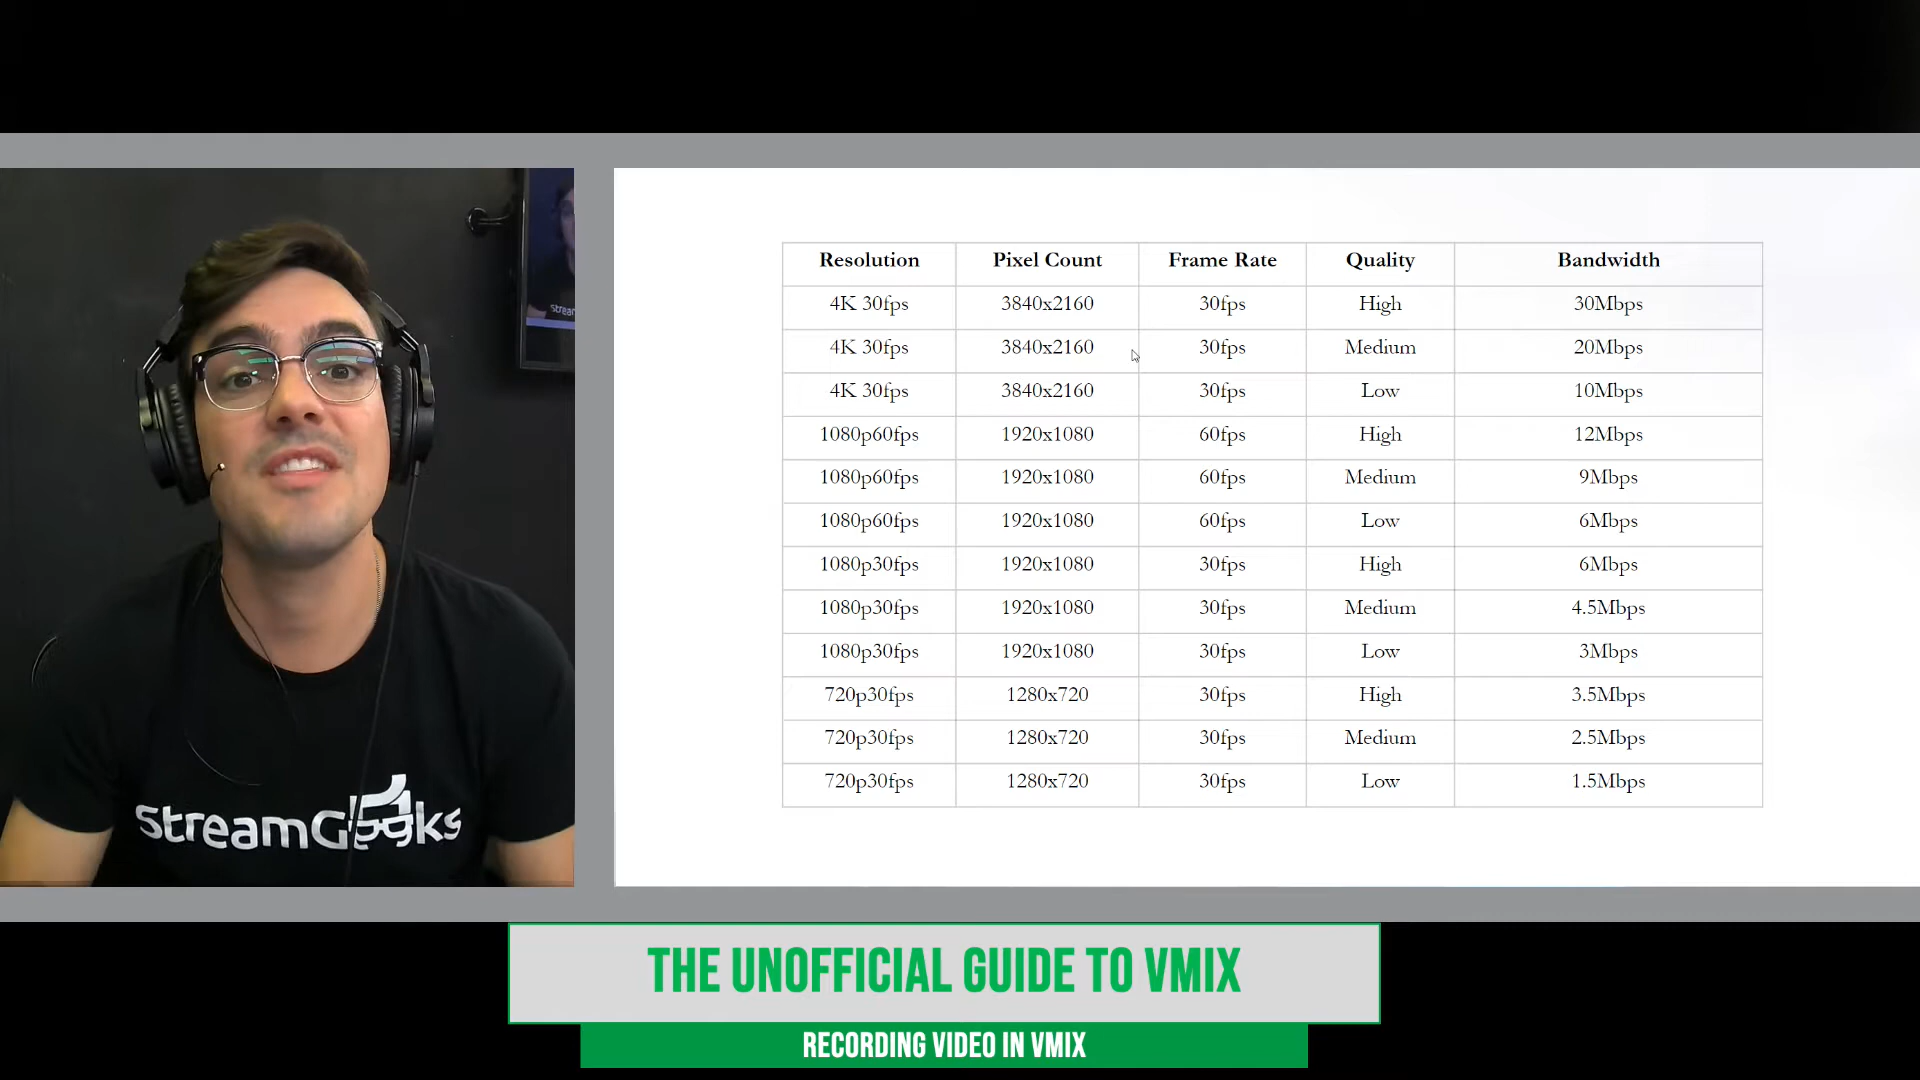 Resolution Pixel Count Frame Rate Quality Bandwidth
4K 30fps 3840x2160 30fps High 30Mbps
4K 30fps 3840x2160 30fps Medium 20Mbps
4K 30fps 3840x2160 30fps Low 10Mbps
1080p60fps 1920x1080 60fps High 12Mbps
1080p60fps 1920x1080 60fps Medium 9Mbps
1080p60fps 1920x1080 60fps Low 6Mbps
1080p30fps 1920x1080 30fps High 6Mbps
1080p30fps 1920x1080 30fps Medium 4.5Mbps
1080p30fps 1920x1080 30fps Low 3Mbps
720p30fps 1280x720 30fps High 3.5Mbps
720p30fps 1280x720 30fps Medium 2.5Mbps
720p30fps 1280x720 30fps Low 1.5Mbps
StreamGeeks
THE UNOFFICIAL GUIDE TO VMIX
RECORDING VIDEO IN VMIX